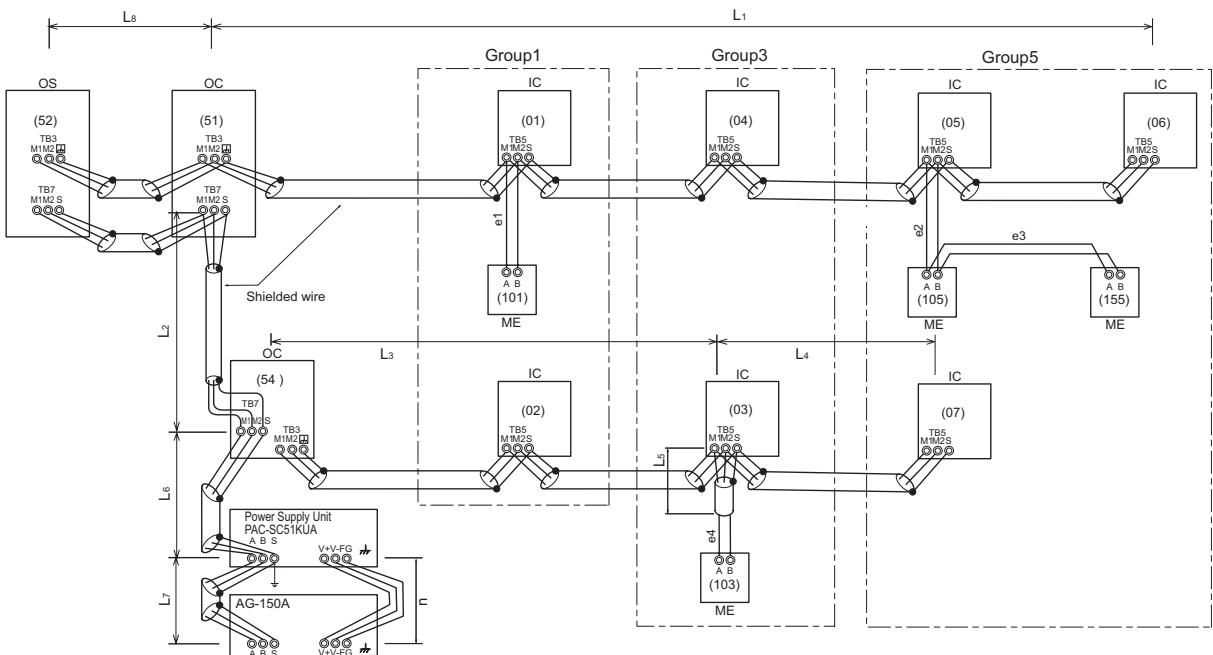 L8
L1
Group1
Group3
Group5
OS
OC
IC
IC
IC
IC
(52)
(51)
(01)
(04)
(05)
(06)
TB3
M1M2
TB3
M1M2
TB5
M1M2S
TB5
M1M2S
TB5
M1M2S
TB5
M1M2S
TB7
M1M2 S
TB7
M1M2 S
e1
e2
e3
Shielded wire
A B
(101)
ME
A B
(105)
ME
A B
(155)
ME
L2
L3
L4
OC
IC
IC
IC
(54 )
(02)
(03)
(07)
TB7
M1M2S
TB3
M1M2
TB5
M1M2S
TB5
M1M2S
TB5
M1M2S
L5
L6
e4
A B
(103)
ME
Power Supply Unit
PAC-SC51KUA
A B S
V+V-FG
L7
n
AG-150A
A B S
V+V-FG